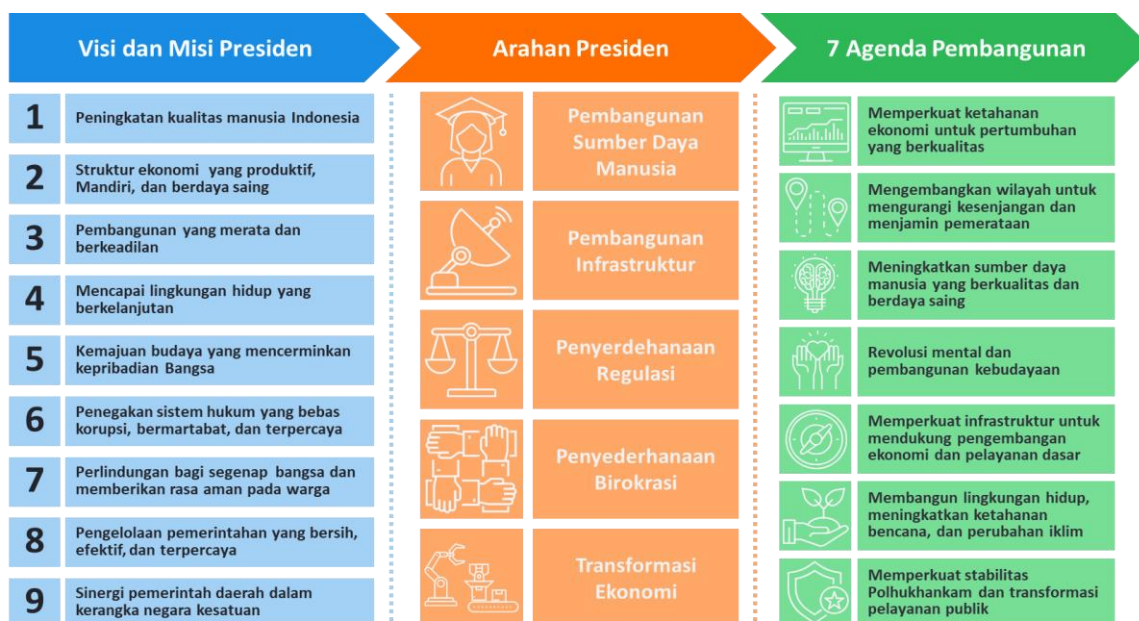 Visi dan Misi Presiden
1
Peningkatan kualitas manusia Indonesia
2
Struktur ekonomi yang produktif,
Mandiri, dan berdaya saing
3
Pembangunan yang merata dan
berkeadilan
4
Mencapai lingkungan hidup yang
berkelanjutan
5
Kemajuan budaya yang mencerminkan
kepribadian Bangsa
6
Penegakan sistem hukum yang bebas
korupsi, bermartabat, dan terpercaya
7
Perlindungan bagi segenap bangsa dan
memberikan rasa aman pada warga
8
Pengelolaan pemerintahan yang bersih,
efektif, dan terpercaya
9
Sinergi pemerintah daerah dalam
kerangka negara kesatuan
Arahan Presiden
Pembangunan
Sumber Daya
Manusia
Pembangunan
Infrastruktur
Penyerdehanaan
Regulasi
Penyederhanaan
Birokrasi
Transformasi
Ekonomi
7 Agenda Pembangunan
Memperkuat ketahanan
ekonomi untuk pertumbuhan
yang berkualitas
Mengembangkan wilayah untuk
mengurangi kesenjangan dan
menjamin pemerataan
Meningkatkan sumber daya
manusia yang berkualitas dan
berdaya saing
Revolusi mental dan
pembangunan kebudayaan
Memperkuat infrastruktur untuk
mendukung pengembangan
ekonomi dan pelayanan dasar
Membangun lingkungan hidup,
meningkatkan ketahanan
bencana, dan perubahan iklim
Memperkuat stabilitas
Polhukhankam dan transformasi
pelayanan publik